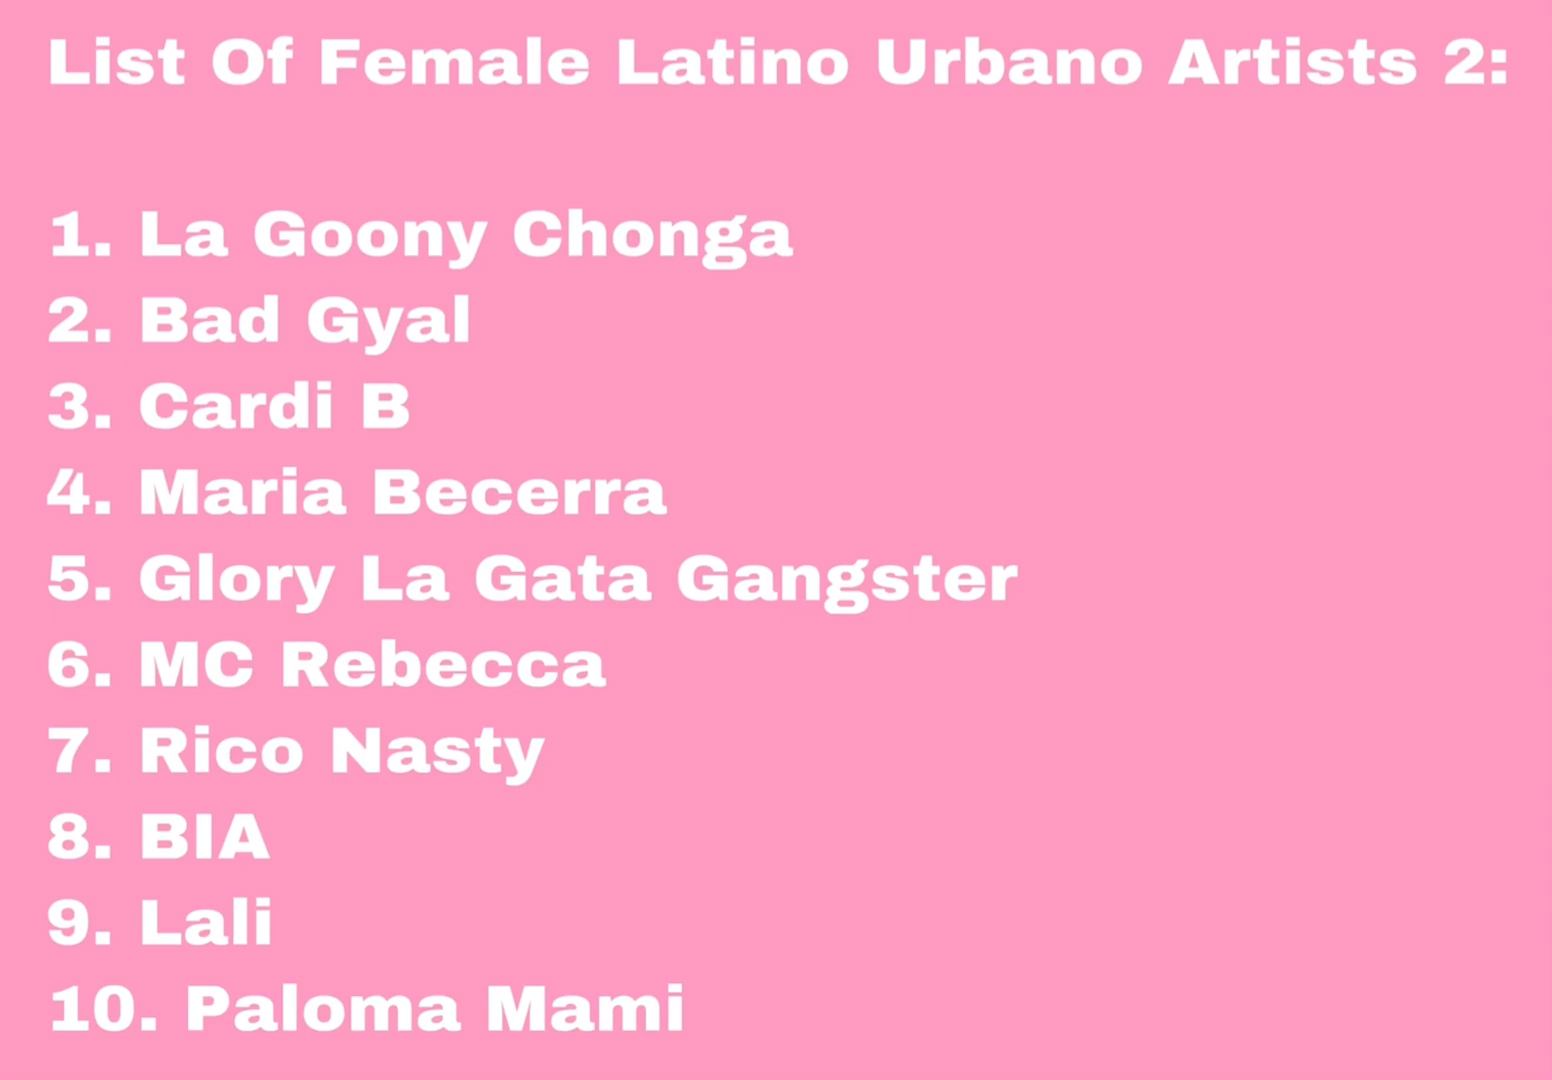 List Of Female Latino Urbano Artists 2:
1. La Goony Chonga
2. Bad Gyal
3. Cardi B
4. Maria Becerra
5. Glory La Gata Gangster
6. MC Rebecca
7. Rico Nasty
8. BIA
9. Lali
10. Paloma Mami